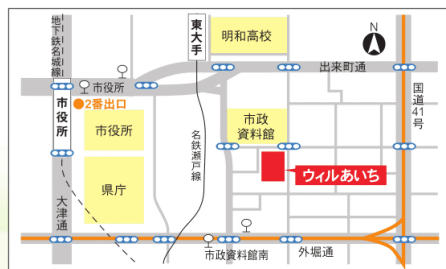 地下鉄名城線
東大手
明和高校
N
出来町通
国道41号
市役所
●2番出口
市役所
市役所
名鉄瀬戸線
市政
資料館
ウィルあいち
県庁
大津通
市政資料館南
外堀通